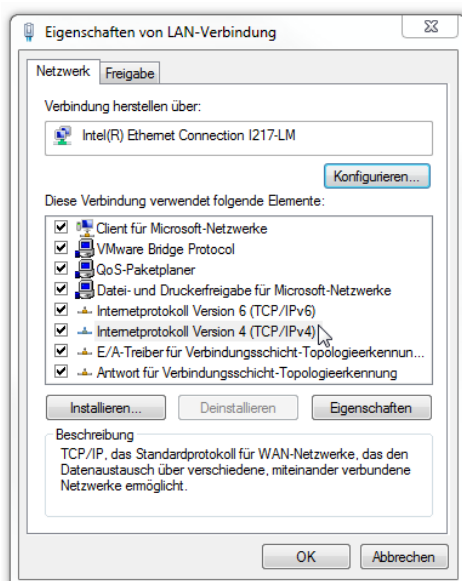 Eigenschaften von LAN-Verbindung
Netzwerk Freigabe
Verbindung herstellen über:
Intel(R) Ethernet Connection I217-LM
Konfigurieren...
Diese Verbindung verwendet folgende Elemente:
Client für Microsoft-Netzwerke
VMware Bridge Protocol
QoS-Paketplaner
Datei- und Druckerfreigabe für Microsoft-Netzwerke
Internetprotokoll Version 6 (TCP/IPv6)
Internetprotokoll Version 4 (TCP/IPv4)
E/A-Treiber für Verbindungsschicht-Topologieerkennun...
Antwort für Verbindungsschicht-Topologieerkennung
Installieren... Deinstallieren Eigenschaften
Beschreibung
TCP/IP, das Standardprotokoll für WAN-Netzwerke, das den
Datenaustausch über verschiedene, miteinander verbundene
Netzwerke ermöglicht.
OK Abbrechen